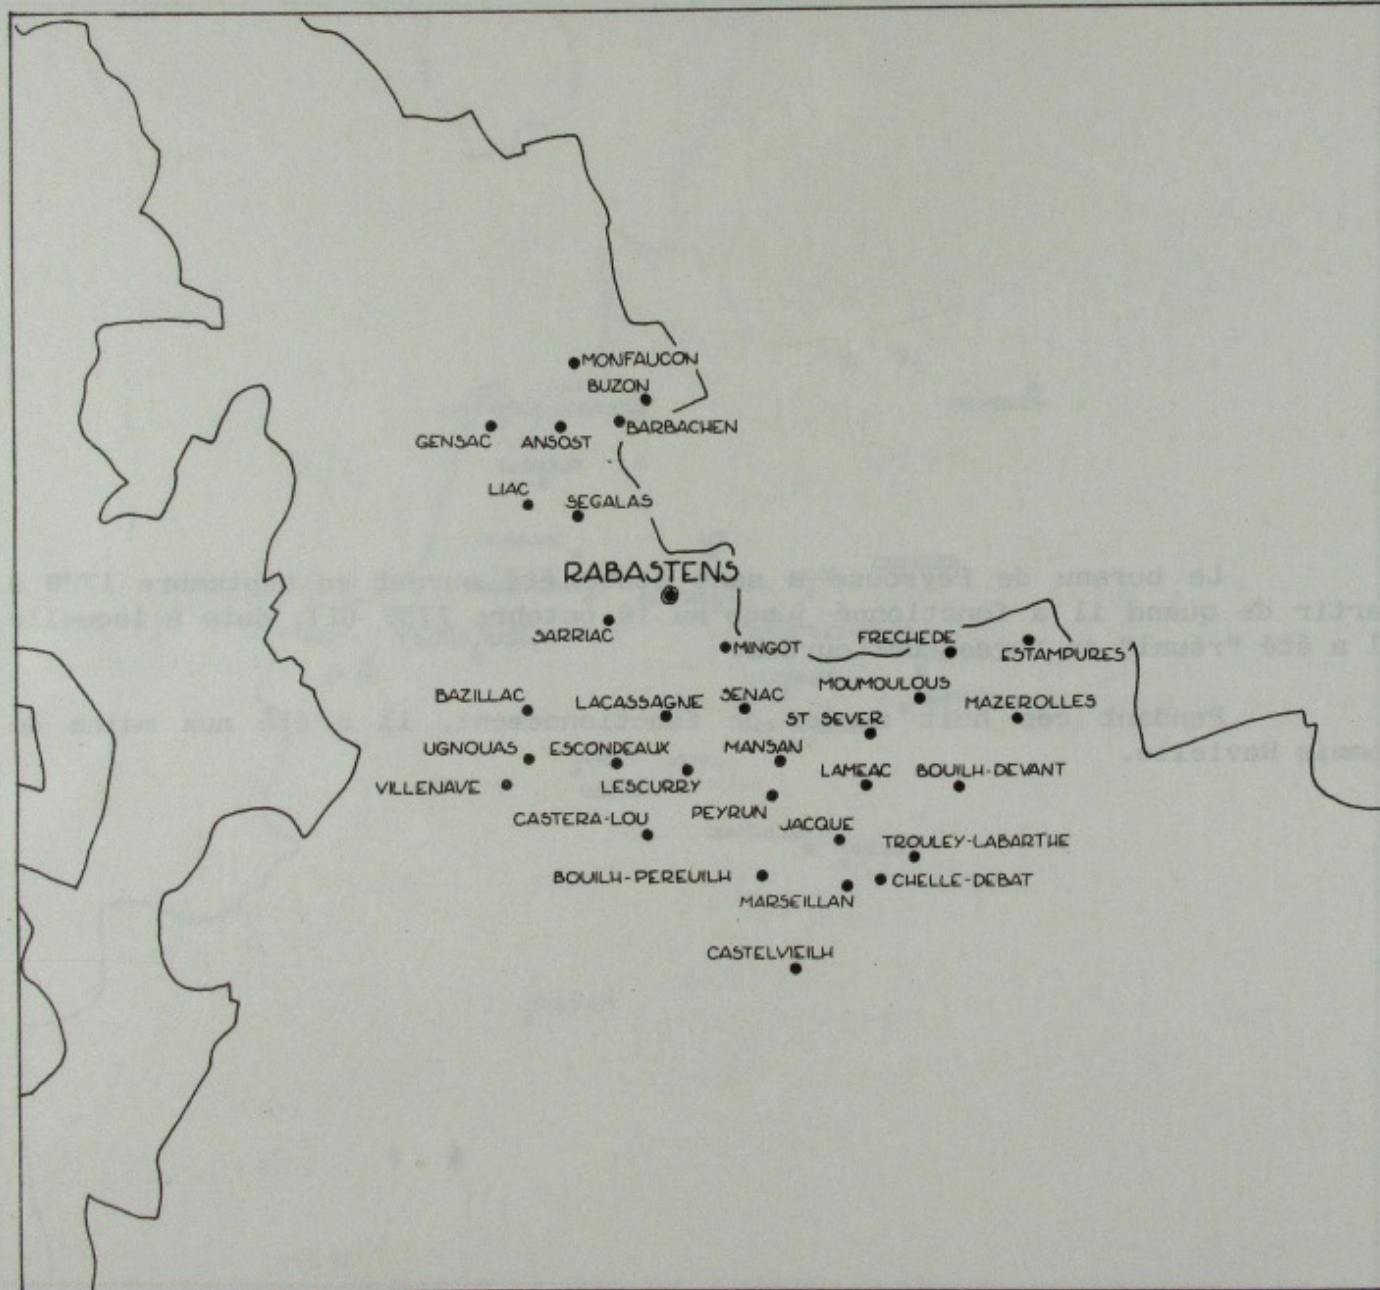 MONFAUCON
BUZON
BARBACHEN
GENSAC
ANSOST
LIAC
SEGALAS
RABASTENS
SARRIAC
MINGOT
FRECHEDE
ESTAMPURES
BAZILLAC
LACASSAGNE
SENAC
MOUMOULOUS
MAZEROLLES
ST SEVER
UGNOUAS
ESCONDEAUX
MANSAN
VILLENAVE
LESCURRY
LAMEAC
BOUILH-DEVANT
CASTERA-LOU
PEYRUN
JACQUE
TROULEY-LABARTHE
BOUILH-PEREUILH
MARSEILLAN
CHELLE-DEBAT
CASTELVIEILH